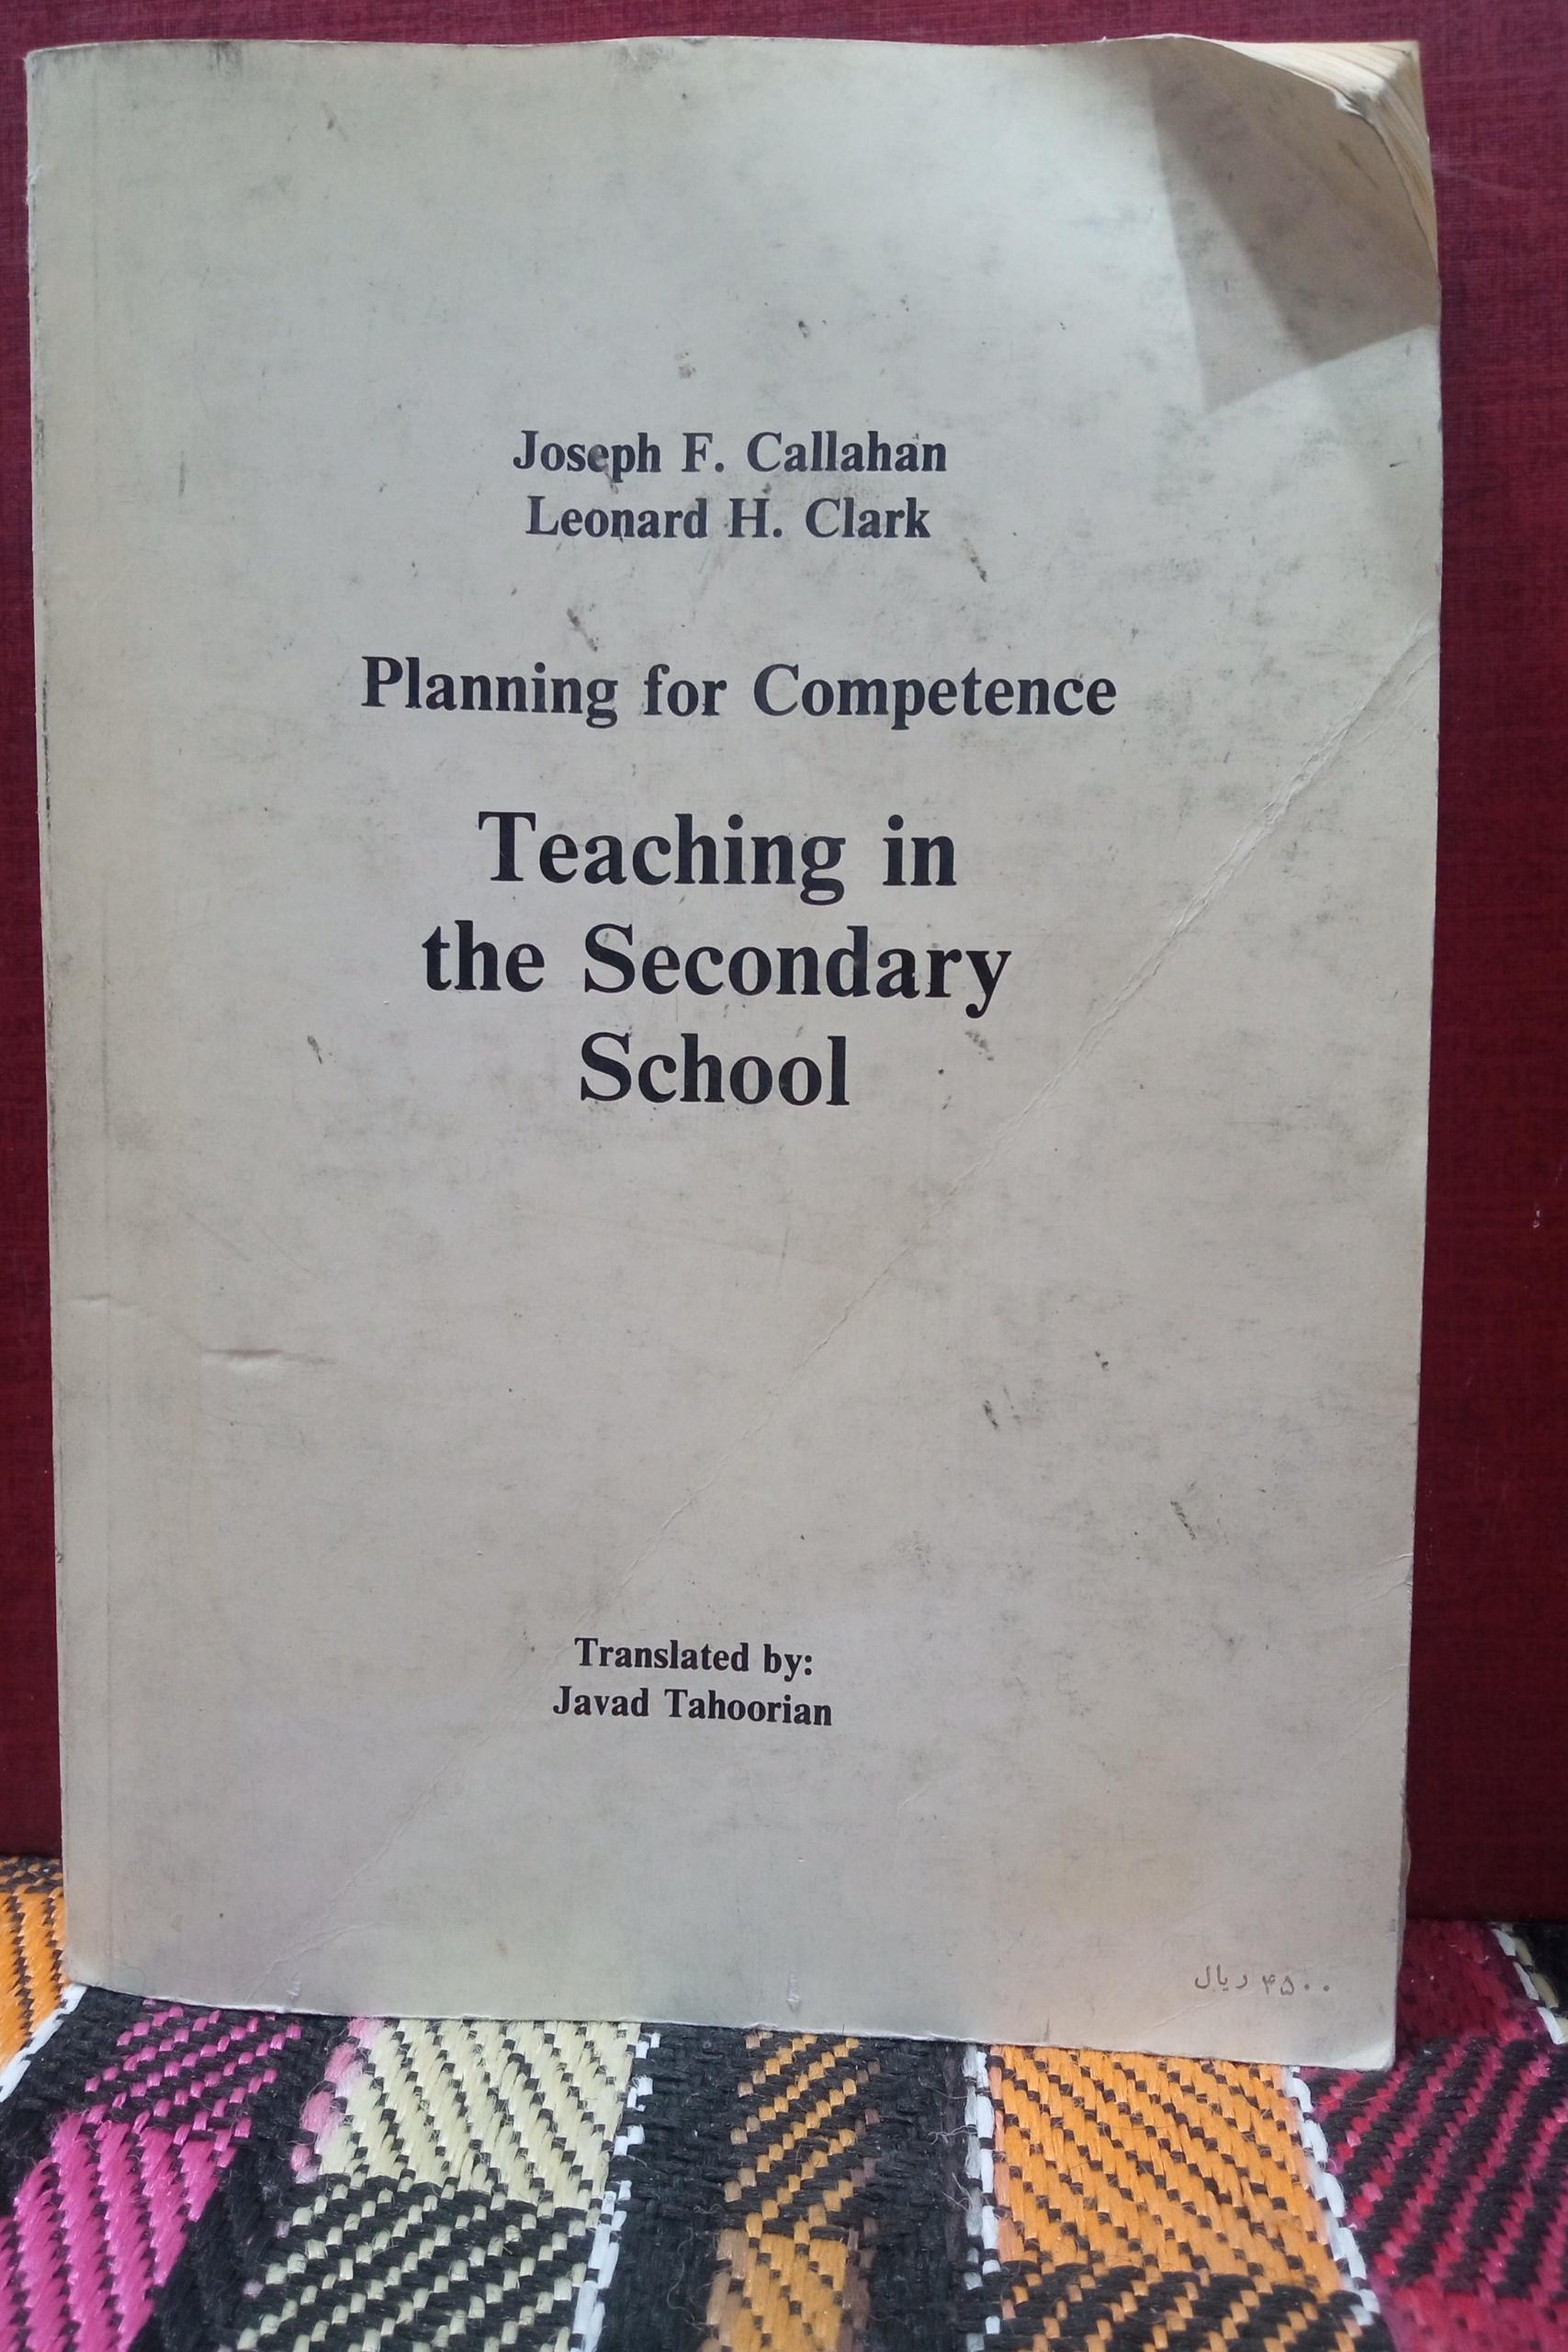 Joseph F. Callahan
Leonard H. Clark
Planning for Competence
Teaching in
the Secondary
School
Translated by:
Javad Tahoorian
۴۵۰۰ ریال